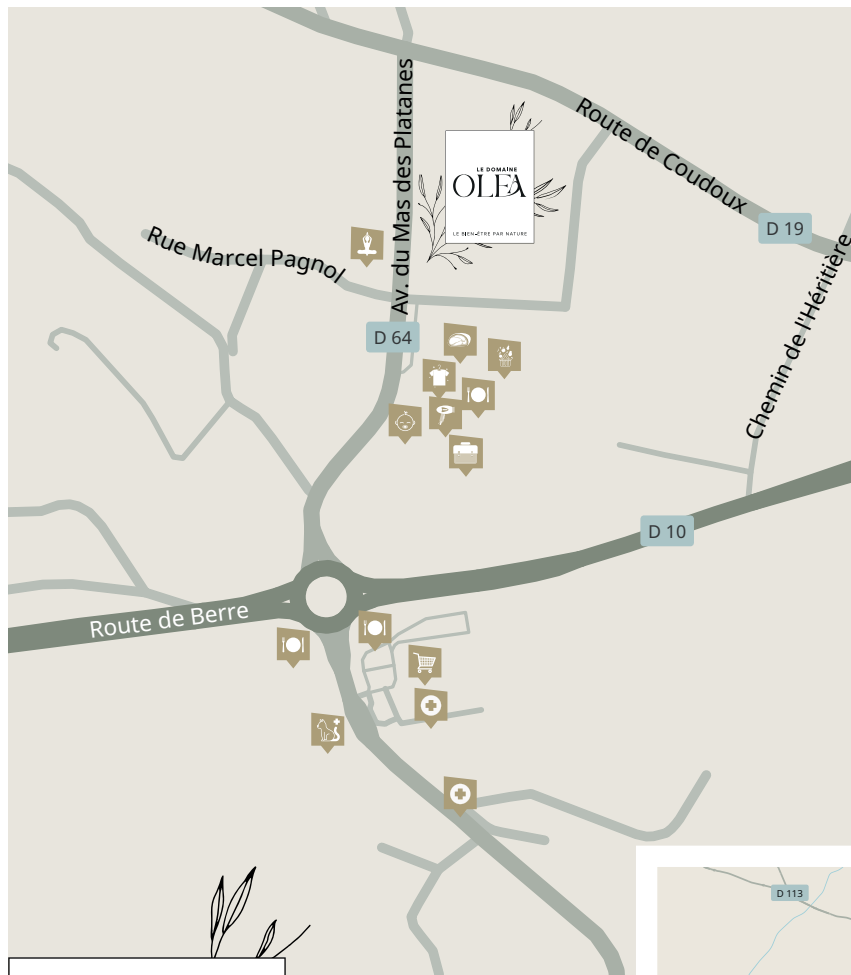 Av. du Mas des Platanes
Route de Coudoux
LE DOMAINE
OLEA
LE BIEN-ÊTRE PAR NATURE
D 19
Rue Marcel Pagnol
Chemin de l'Héritière
D 64
D 10
Route de Berre
D 113